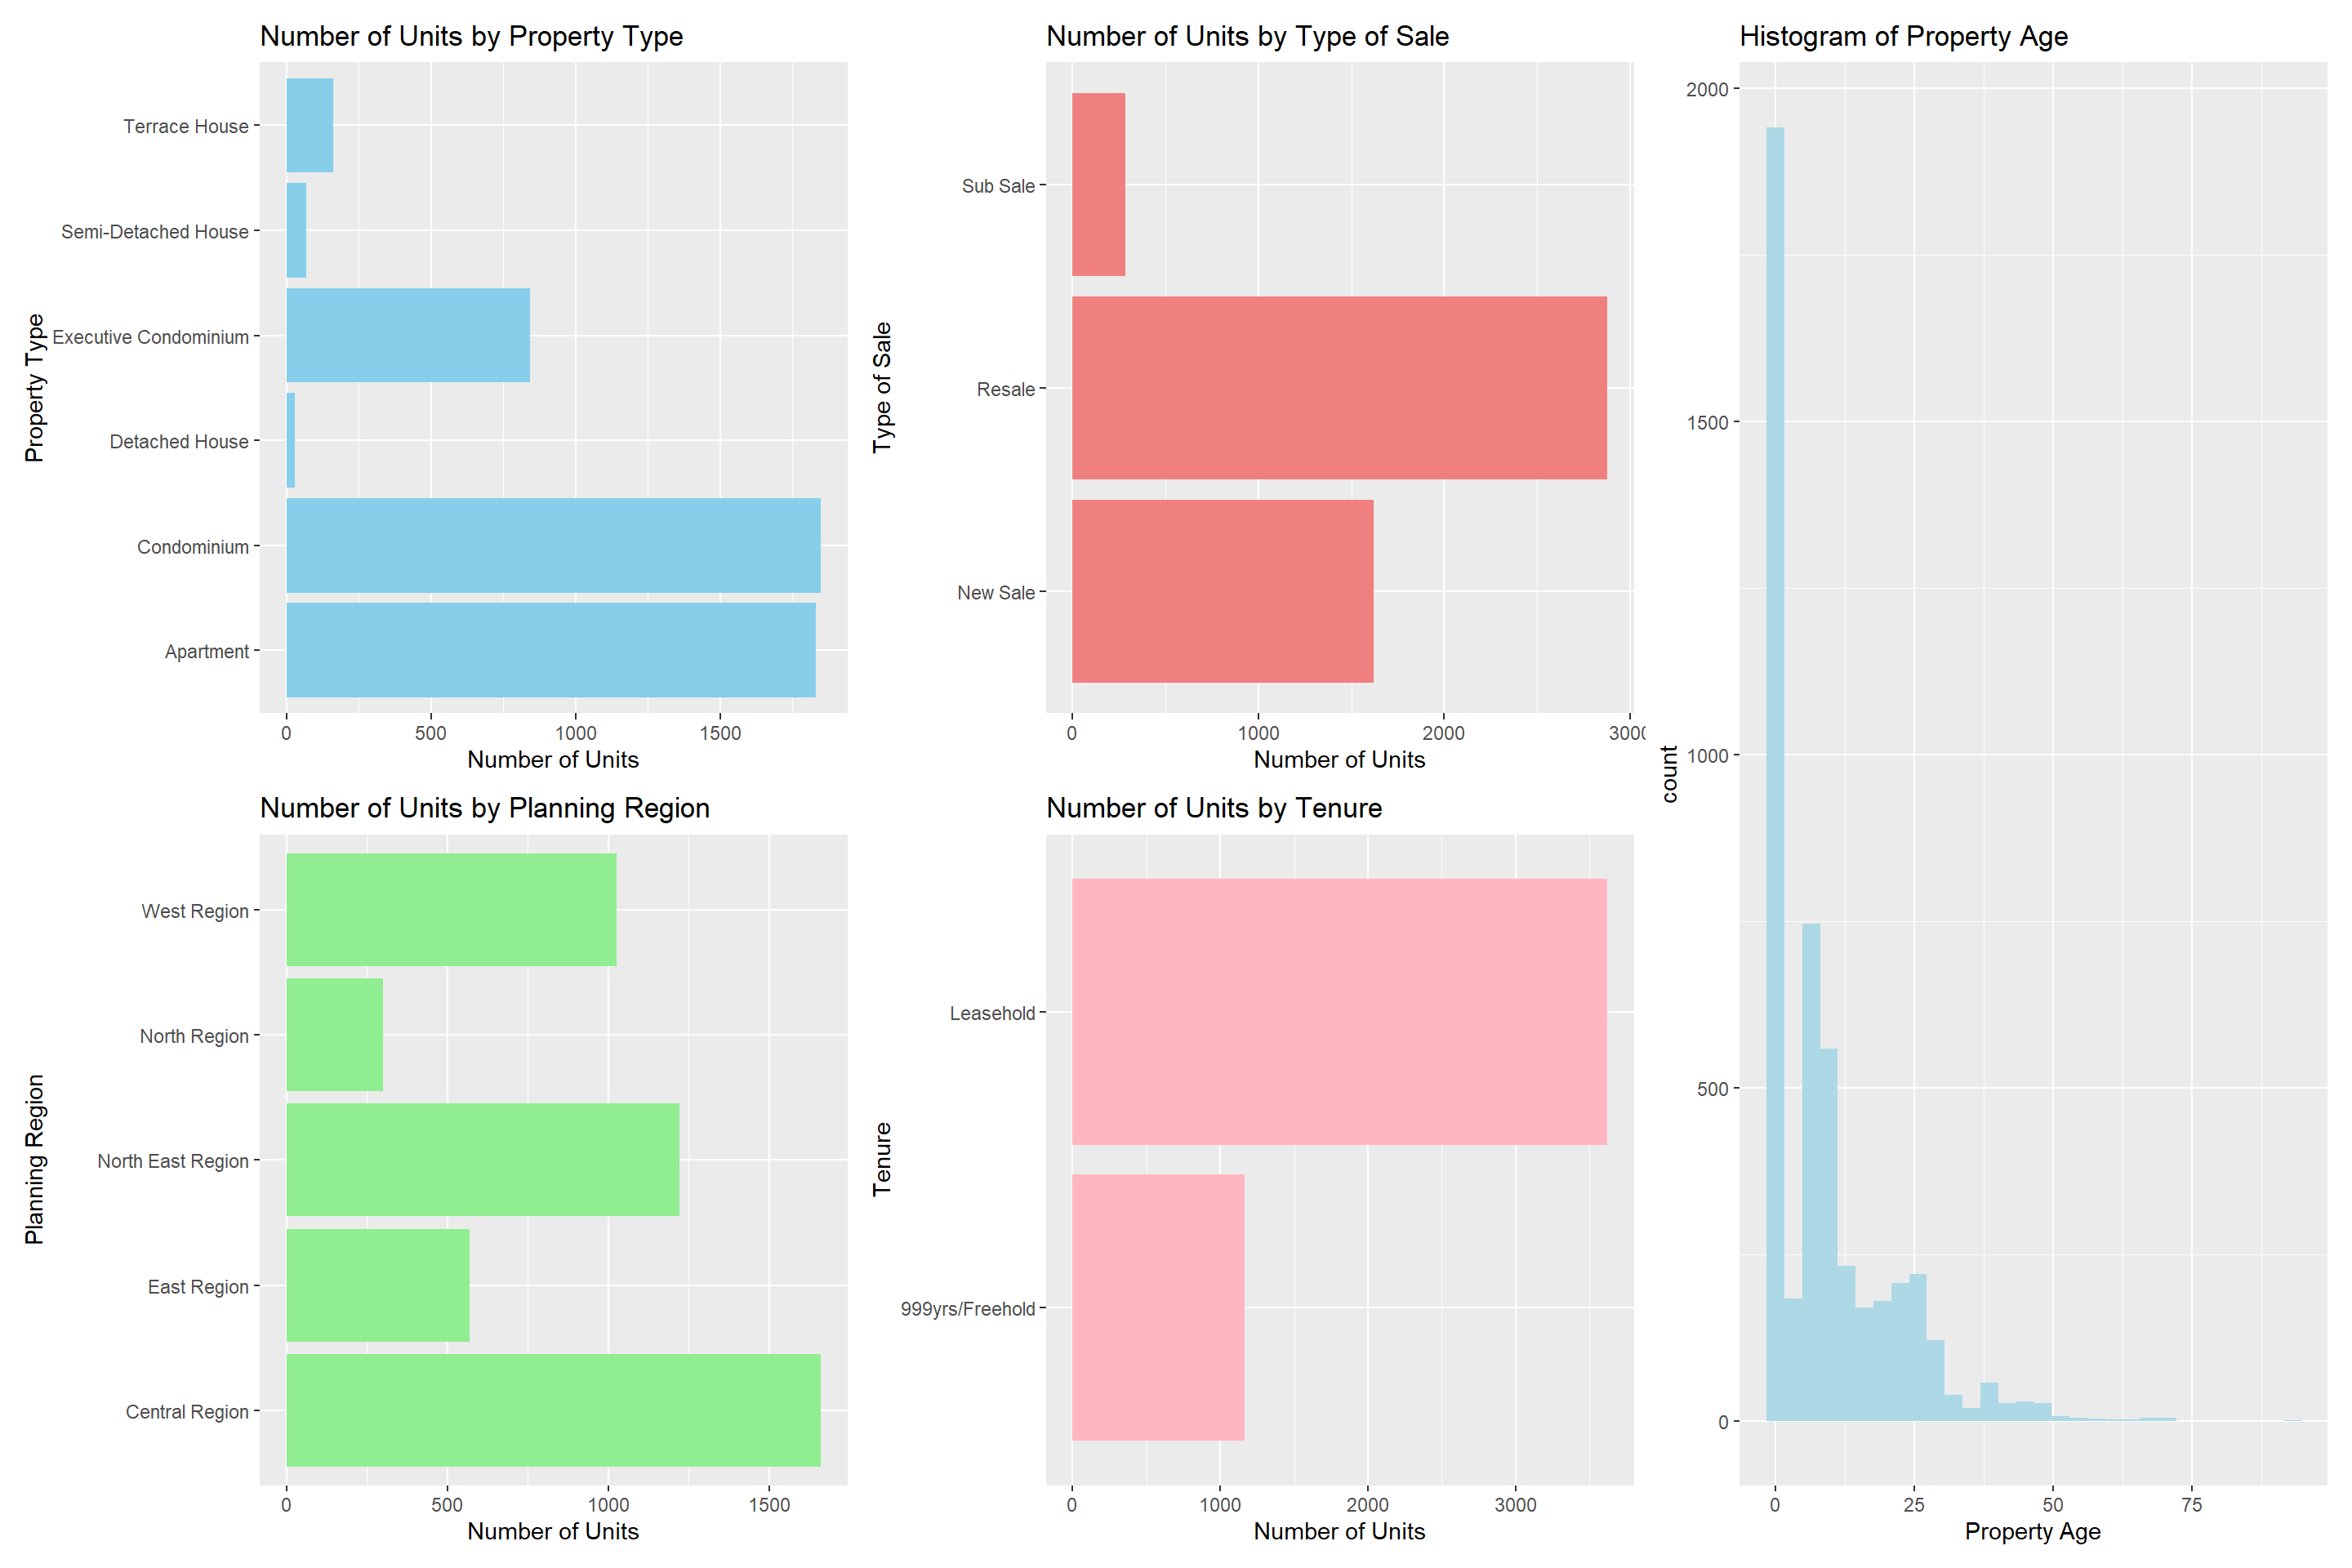 Number of Units by Property Type
Property Type
Terrace House
Semi-Detached House
Executive Condominium
Detached House
Condominium
Apartment
0 500 1000 1500
Number of Units
Number of Units by Type of Sale
Type of Sale
Sub Sale
Resale
New Sale
0 1000 2000 3000
Number of Units
Number of Units by Planning Region
Planning Region
West Region
North Region
North East Region
East Region
Central Region
0 500 1000 1500
Number of Units
Number of Units by Tenure
Tenure
Leasehold
999yrs/Freehold
0 1000 2000 3000
Number of Units
Histogram of Property Age
count
2000
1500
1000
500
0
0 25 50 75
Property Age